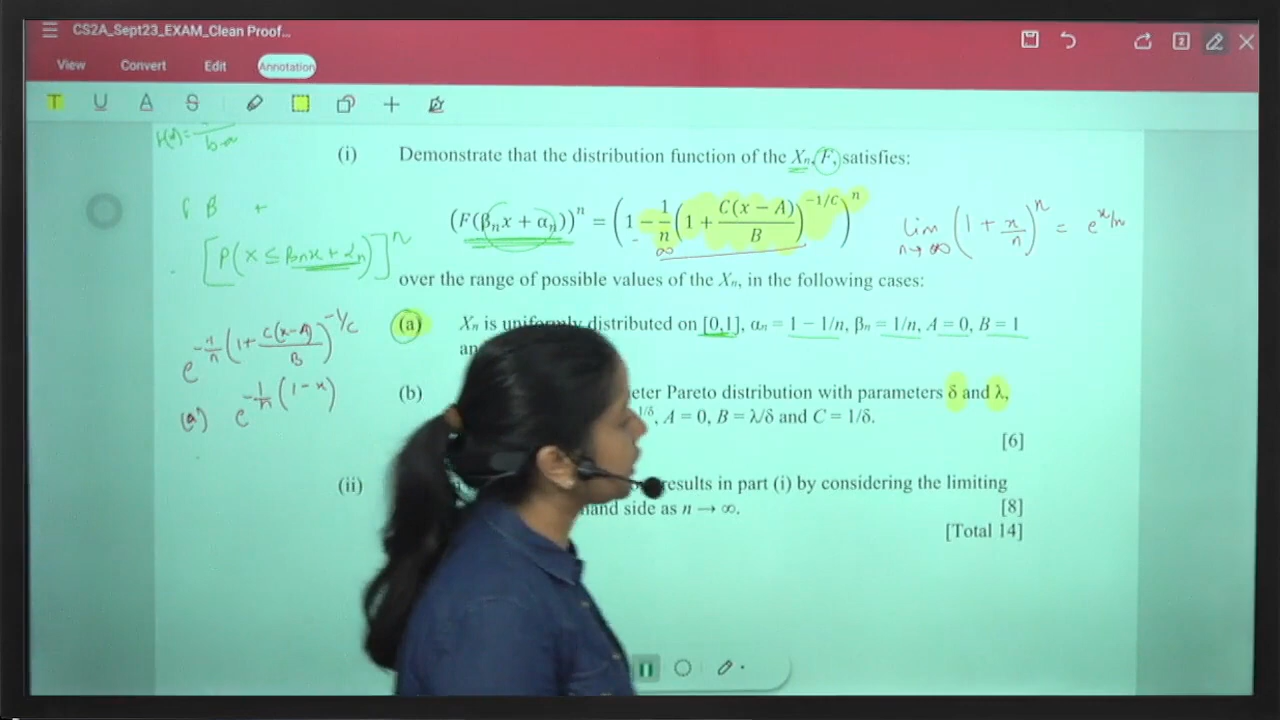 CS2A_Sept23_EXAM_Clean Proof...
View Convert Edit Annotation
T U A S
(i) Demonstrate that the distribution function of the Xₙ, F, satisfies:
(F(βₙx + αₙ))ⁿ = (1 − 1/n (1 + C(x − A)/B)^(−1/C))ⁿ
∞
lim n→∞ (1 + x/n)^n = e^x/n
[P(X ≤ βₙx + αₙ)]^n
over the range of possible values of the Xₙ, in the following cases:
(a) Xₙ is uniformly distributed on [0,1], αₙ = 1 − 1/n, βₙ = 1/n, A = 0, B = 1
an
e^−1/n (1 + C(x−A)/B)^−1/C
(b) eter Pareto distribution with parameters δ and λ,
1/δ, A = 0, B = λ/δ and C = 1/δ.
(a) e^−1/n (1 − x)
[6]
(ii) results in part (i) by considering the limiting
hand side as n → ∞. [8]
[Total 14]